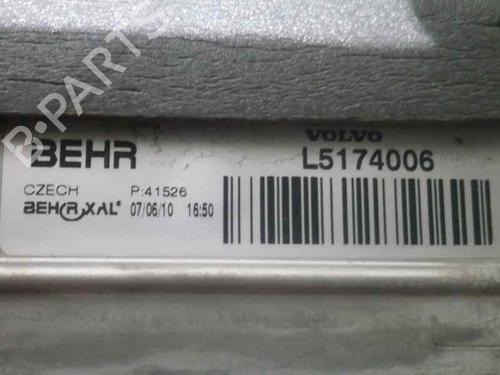 B-PARTS
VOLVO
BEHR L5174006
CZECH P:41526
BEHR XAL® 07/06/10 16:50